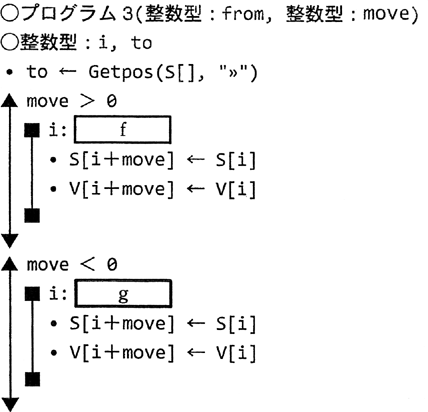 ○プログラム3(整数型:from, 整数型:move)
○整数型:i, to
• to ← Getpos(S[], "»")
move > 0
i: f
• S[i+move] ← S[i]
• V[i+move] ← V[i]
move < 0
i: g
• S[i+move] ← S[i]
• V[i+move] ← V[i]